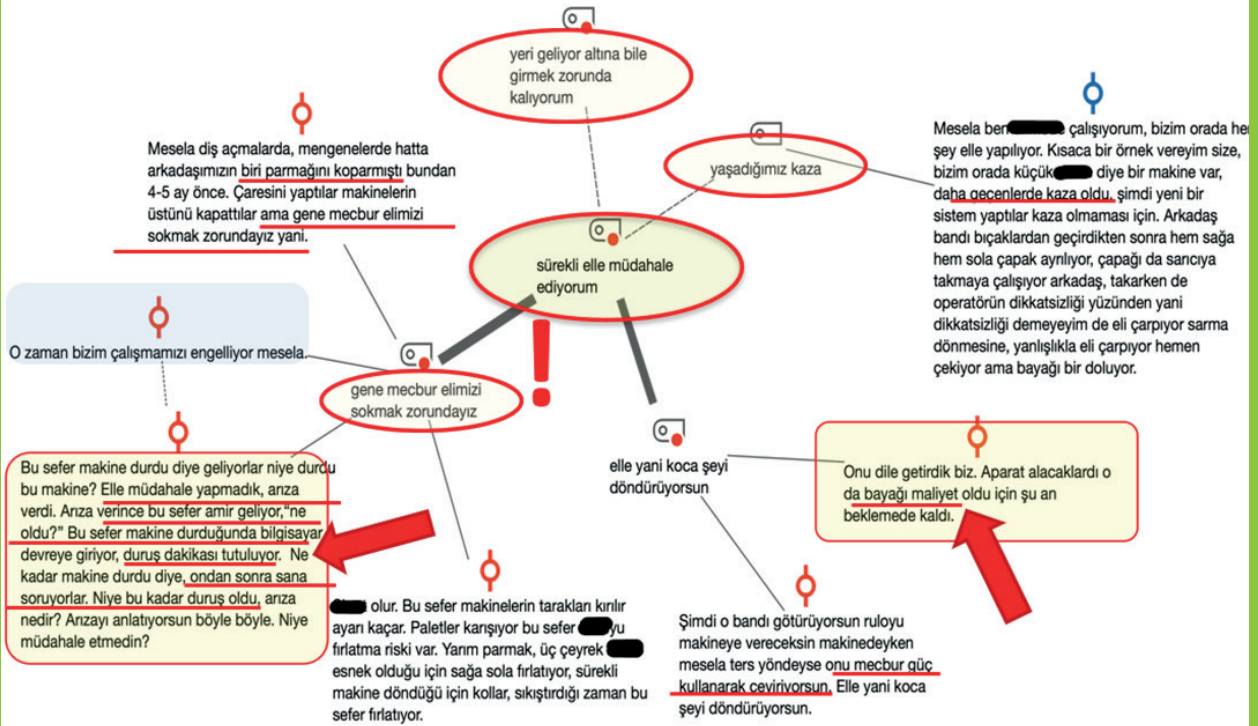 yeri geliyor altına bile
girmek zorunda
kalıyorum
Mesela diş açmalarda, mengenelerde hatta
arkadaşımızın biri parmağını koparmıştı bundan
4-5 ay önce. Çaresini yaptılar makinelerin
üstünü kapattılar ama gene mecbur elimizi
sokmak zorundayız yani.
yaşadığımız kaza
Mesela ben çalışıyorum, bizim orada her
şey elle yapılıyor. Kısaca bir örnek vereyim size,
bizim orada küçük diye bir makine var,
daha geçenlerde kaza oldu, şimdi yeni bir
sistem yaptılar kaza olmaması için. Arkadaş
bandı bıçaklardan geçirdikten sonra hem sağa
hem sola çapak ayrılıyor, çapağı da sarıcıya
takmaya çalışıyor arkadaş, takarken de
operatörün dikkatsizliği yüzünden yani
dikkatsizliği demeyeyim de eli çarpıyor sarma
dönmesine, yanlışlıkla eli çarpıyor hemen
çekiyor ama bayağı bir doluyor.
sürekli elle müdahale
ediyorum
!
O zaman bizim çalışmamızı engelliyor mesela.
gene mecbur elimizi
sokmak zorundayız
Bu sefer makine durdu diye geliyorlar niye durdu
bu makine? Elle müdahale yapmadık, arıza
verdi. Arıza verince bu sefer amir geliyor,“ne
oldu?” Bu sefer makine durduğunda bilgisayar
devreye giriyor, duruş dakikası tutuluyor. Ne
kadar makine durdu diye, ondan sonra sana
soruyorlar. Niye bu kadar duruş oldu, arıza
nedir? Arızayı anlatıyorsun böyle böyle. Niye
müdahale etmedin?
elle yani koca şeyi
döndürüyorsun
Onu dile getirdik biz. Aparat alacaklardı o
da bayağı maliyet oldu için şu an
beklemede kaldı.
olur. Bu sefer makinelerin tarakları kırılır
ayarı kaçar. Paletler karışıyor bu sefer yu
fırlatma riski var. Yarım parmak, üç çeyrek
esnek olduğu için sağa sola fırlatıyor, sürekli
makine döndüğü için kollar, sıkıştırdığı zaman bu
sefer fırlatıyor.
Şimdi o bandı götürüyorsun ruloyu
makineye vereceksin makinedeyken
mesela ters yöndeyse onu mecbur güç
kullanarak çeviriyorsun. Elle yani koca
şeyi döndürüyorsun.